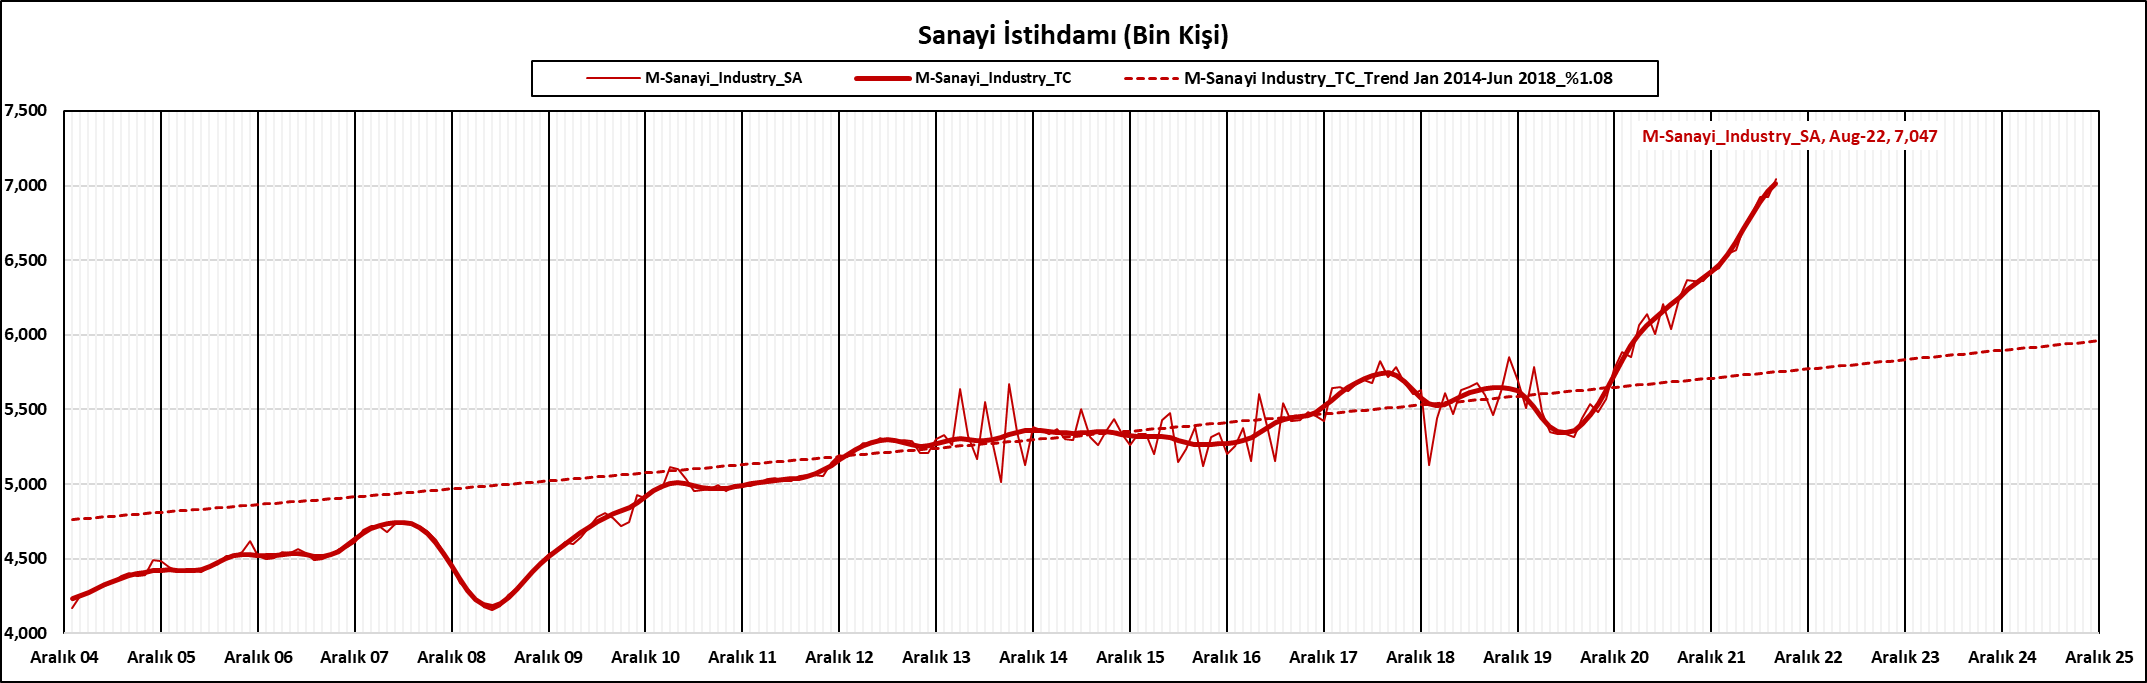 Sanayi İstihdamı (Bin Kişi)
M-Sanayi_Industry_SA
M-Sanayi_Industry_TC
M-Sanayi Industry_TC_Trend Jan 2014-Jun 2018_%1.08
7,500
M-Sanayi_Industry_SA, Aug-22, 7,047
7,000
6,500
6,000
5,500
5,000
4,500
4,000
Aralık 04
Aralık 05
Aralık 06
Aralık 07
Aralık 08
Aralık 09
Aralık 10
Aralık 11
Aralık 12
Aralık 13
Aralık 14
Aralık 15
Aralık 16
Aralık 17
Aralık 18
Aralık 19
Aralık 20
Aralık 21
Aralık 22
Aralık 23
Aralık 24
Aralık 25